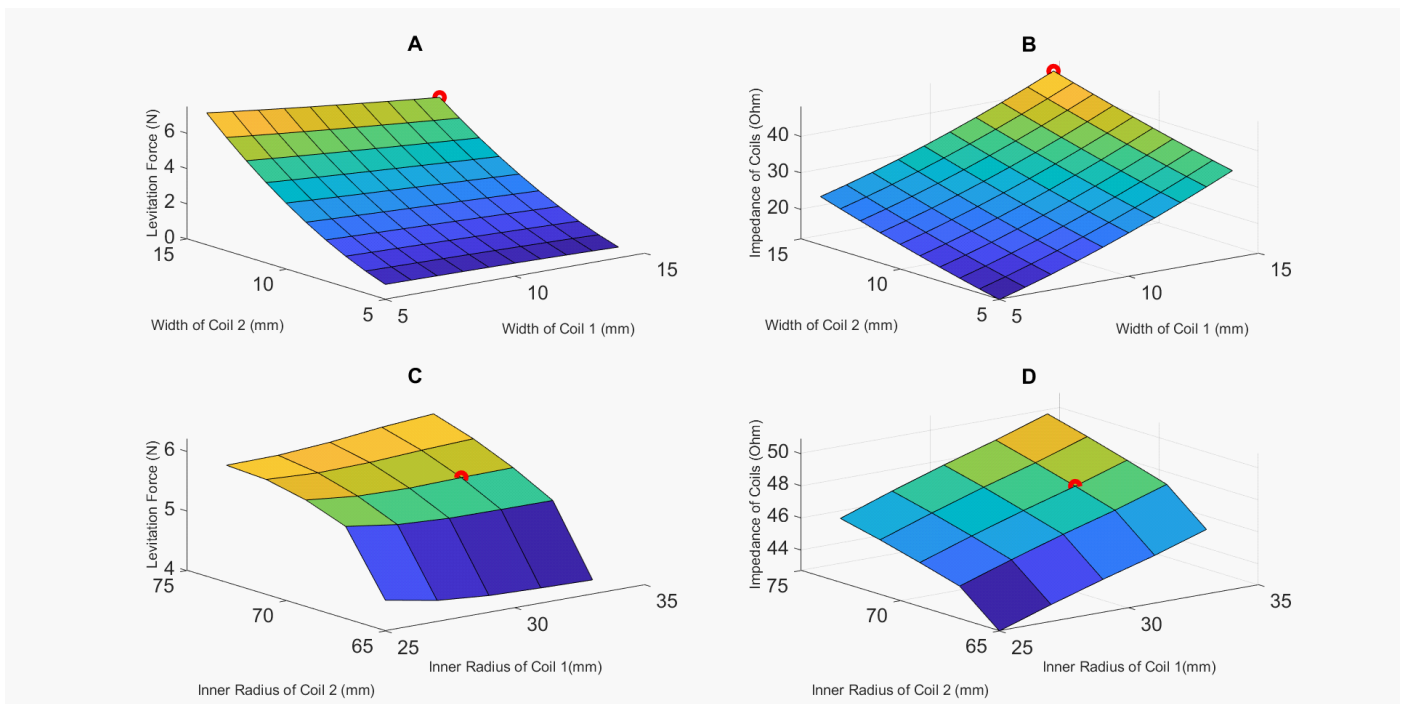 A
Levitation Force (N)
6
4
2
0
15
10
5
5
10
15
Width of Coil 2 (mm)
Width of Coil 1 (mm)
B
Impedance of Coils (Ohm)
40
30
20
15
10
5
5
10
15
Width of Coil 2 (mm)
Width of Coil 1 (mm)
C
Levitation Force (N)
6
5
4
75
70
65
25
30
35
Inner Radius of Coil 1(mm)
Inner Radius of Coil 2 (mm)
D
Impedance of Coils (Ohm)
50
48
46
44
75
70
65
25
30
35
Inner Radius of Coil 1(mm)
Inner Radius of Coil 2 (mm)